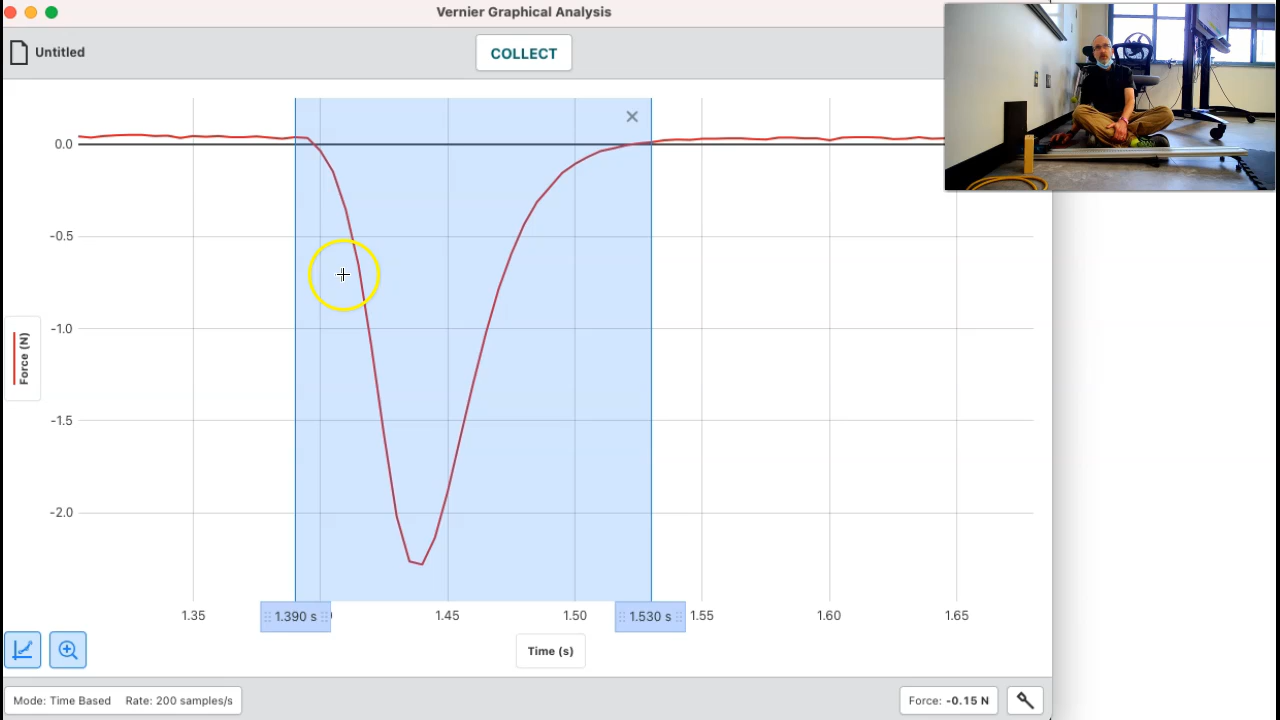 Vernier Graphical Analysis
Untitled
COLLECT
0.0
-0.5
-1.0
-1.5
-2.0
Force (N)
1.35
1.390 s
1.45
1.50
1.530 s
1.55
1.60
1.65
Time (s)
Mode: Time Based Rate: 200 samples/s
Force: -0.15 N